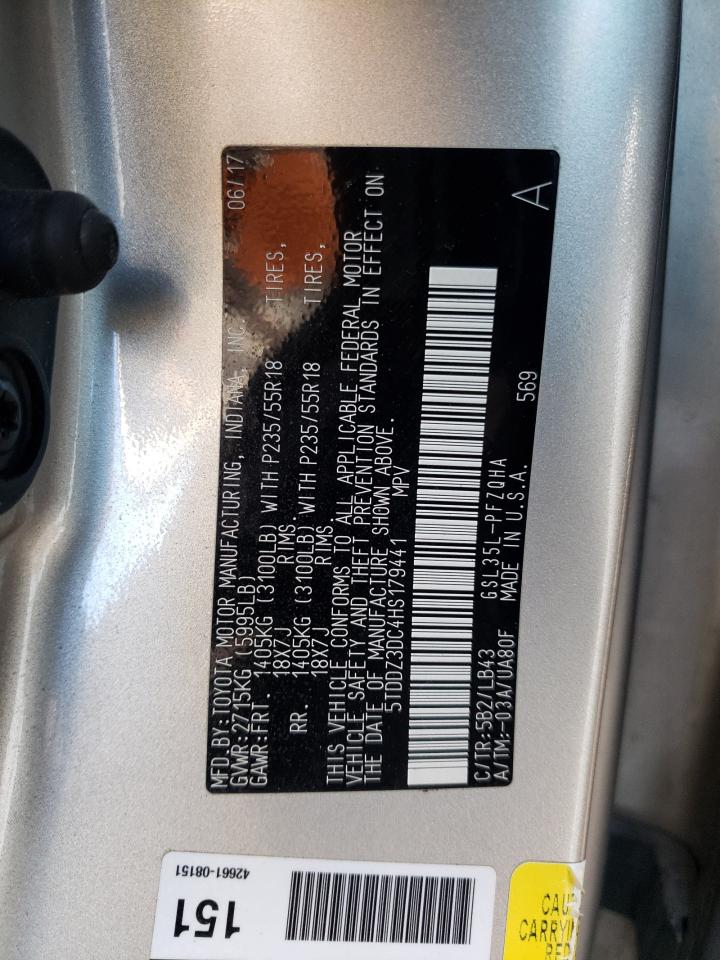 MFD.BY:TOYOTA MOTOR MANUFACTURING, INDIANA, INC. 06/17
GVWR:2715KG (5995LB)
GAWR:FRT. 1405KG (3100LB) WITH P235/55R18 TIRES,
18X7J RIMS.
RR. 1405KG (3100LB) WITH P235/55R18 TIRES,
18X7J RIMS.
THIS VEHICLE CONFORMS TO ALL APPLICABLE FEDERAL MOTOR
VEHICLE SAFETY AND THEFT PREVENTION STANDARDS IN EFFECT ON
THE DATE OF MANUFACTURE SHOWN ABOVE.
5TDDZ3DC4HS179441 MPV
C/TR:5B2/LB43 GSL35L-PFZQHA
A/TM:-03A/UA80F MADE IN U.S.A. 569
A
42661-08151
151
CARRYIN